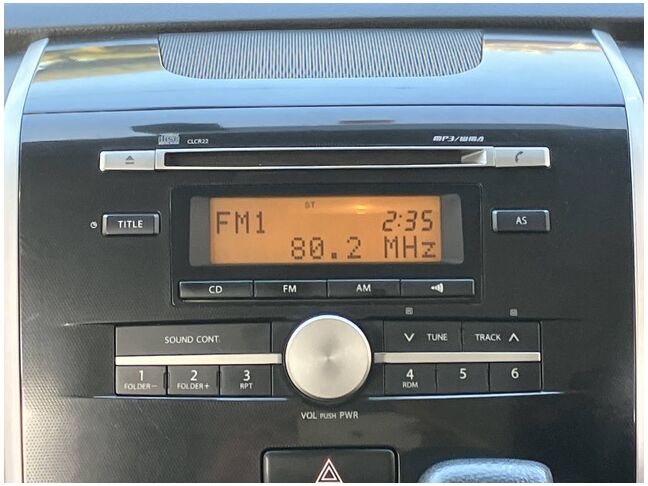 CLCR22 MP3/WMA
ST
FM1 2:35
80.2 MHz
TITLE
AS
CD FM AM
SOUND CONT.
TUNE TRACK
1 2 3 4 5 6
FOLDER− FOLDER+ RPT RDM
VOL PUSH PWR